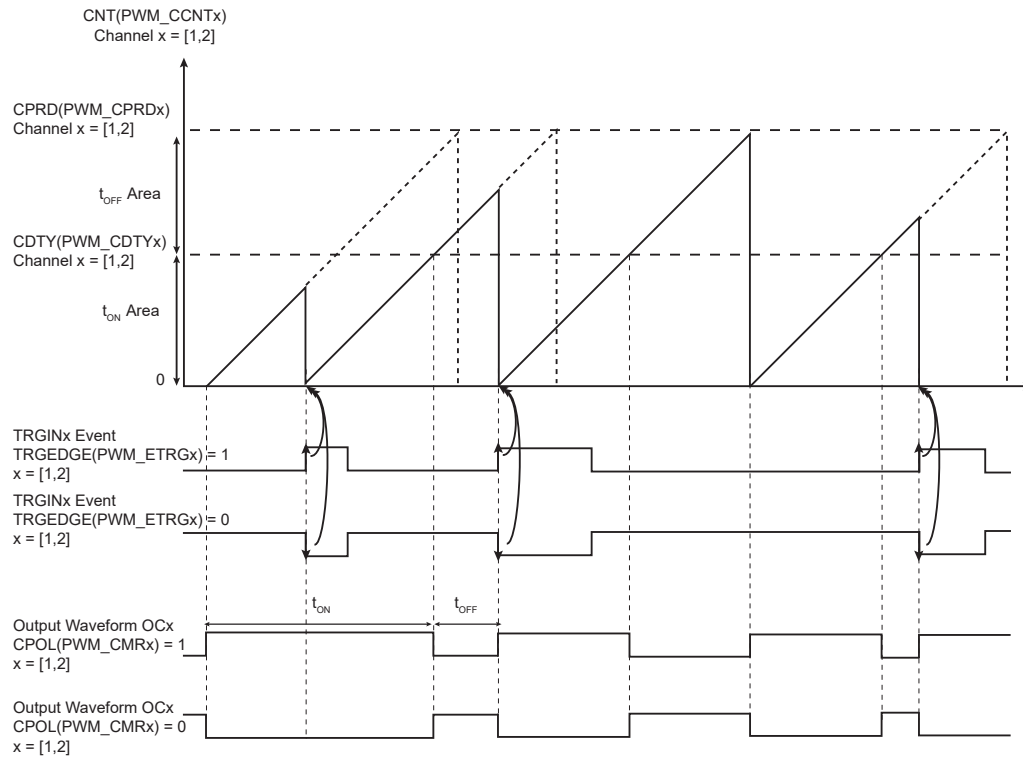 CNT(PWM_CCNTx)
Channel x = [1,2]
CPRD(PWM_CPRDx)
Channel x = [1,2]
tOFF Area
CDTY(PWM_CDTYx)
Channel x = [1,2]
tON Area
0
TRGINx Event
TRGEDGE(PWM_ETRGx) = 1
x = [1,2]
TRGINx Event
TRGEDGE(PWM_ETRGx) = 0
x = [1,2]
tON
tOFF
Output Waveform OCx
CPOL(PWM_CMRx) = 1
x = [1,2]
Output Waveform OCx
CPOL(PWM_CMRx) = 0
x = [1,2]